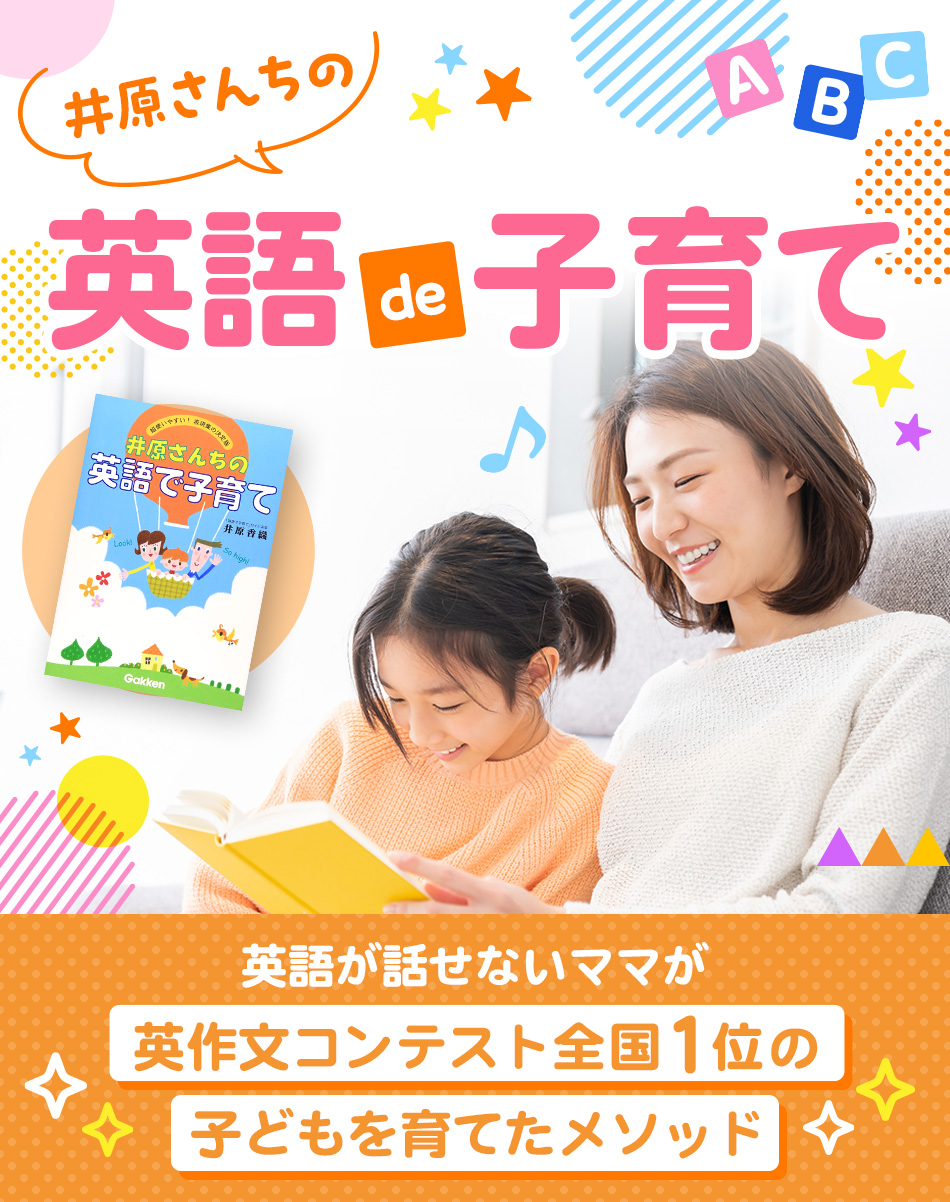 井原さんちの
A B C
英語de子育て
超使いやすい！ 英語集の決定版
井原さんちの
英語で子育て
井原香織
Look!
So high!
Gakken
英語が話せないママが
英作文コンテスト全国1位の
子どもを育てたメソッド